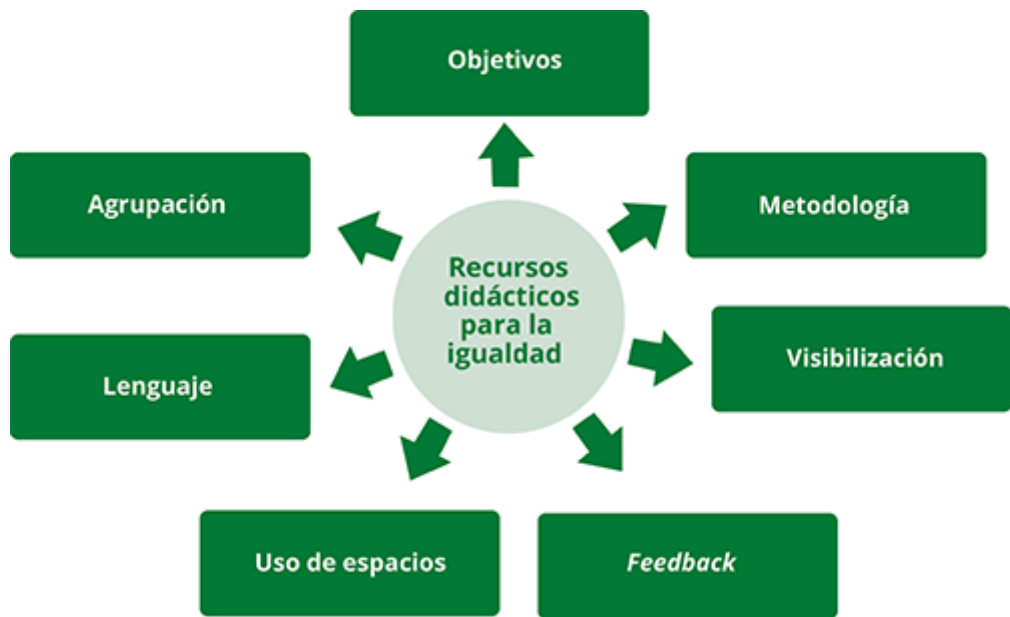 Objetivos
Agrupación
Metodología
Recursos
didácticos
para la
igualdad
Visibilización
Lenguaje
Uso de espacios
Feedback